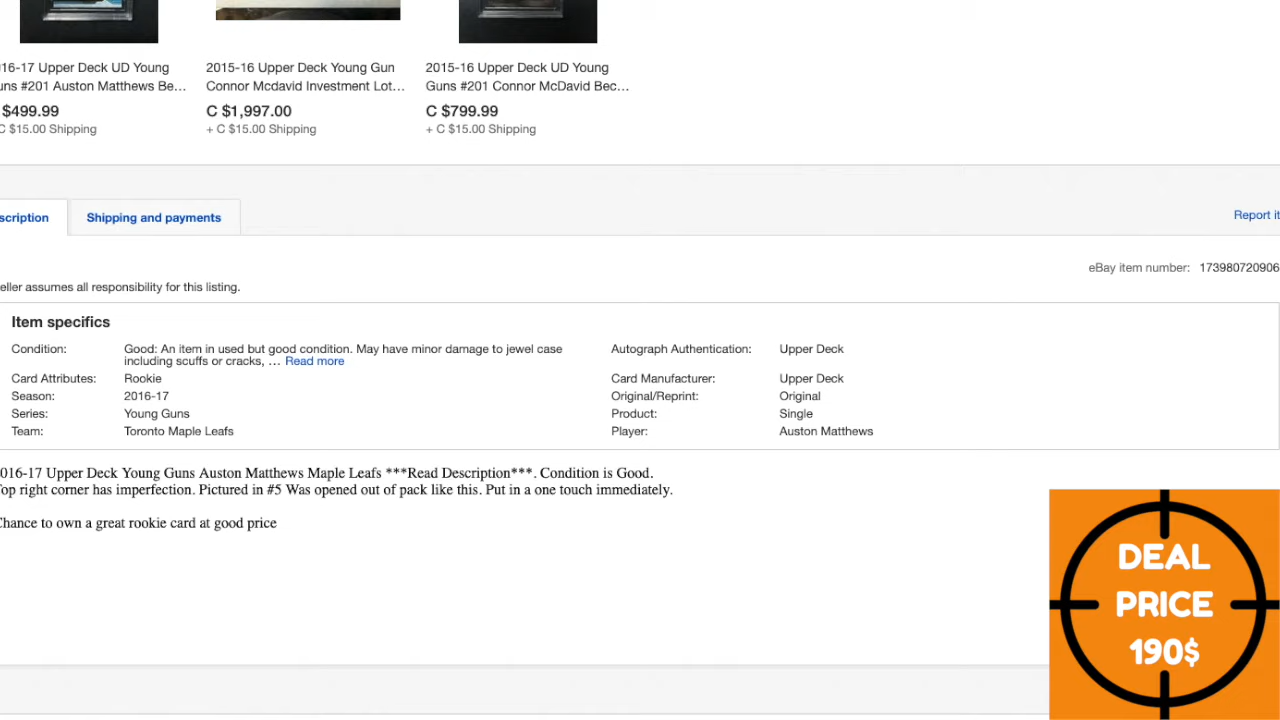 16-17 Upper Deck UD Young
uns #201 Auston Matthews Be...
$499.99
C $15.00 Shipping
2015-16 Upper Deck Young Gun
Connor Mcdavid Investment Lot...
C $1,997.00
+ C $15.00 Shipping
2015-16 Upper Deck UD Young
Guns #201 Connor McDavid Bec...
C $799.99
+ C $15.00 Shipping
scription
Shipping and payments
Report it
eBay item number: 173980720906
eller assumes all responsibility for this listing.
Item specifics
Condition: Good: An item in used but good condition. May have minor damage to jewel case
including scuffs or cracks, ... Read more
Card Attributes: Rookie
Season: 2016-17
Series: Young Guns
Team: Toronto Maple Leafs
Autograph Authentication: Upper Deck
Card Manufacturer: Upper Deck
Original/Reprint: Original
Product: Single
Player: Auston Matthews
016-17 Upper Deck Young Guns Auston Matthews Maple Leafs ***Read Description***. Condition is Good.
Top right corner has imperfection. Pictured in #5 Was opened out of pack like this. Put in a one touch immediately.
Chance to own a great rookie card at good price
DEAL
PRICE
190$